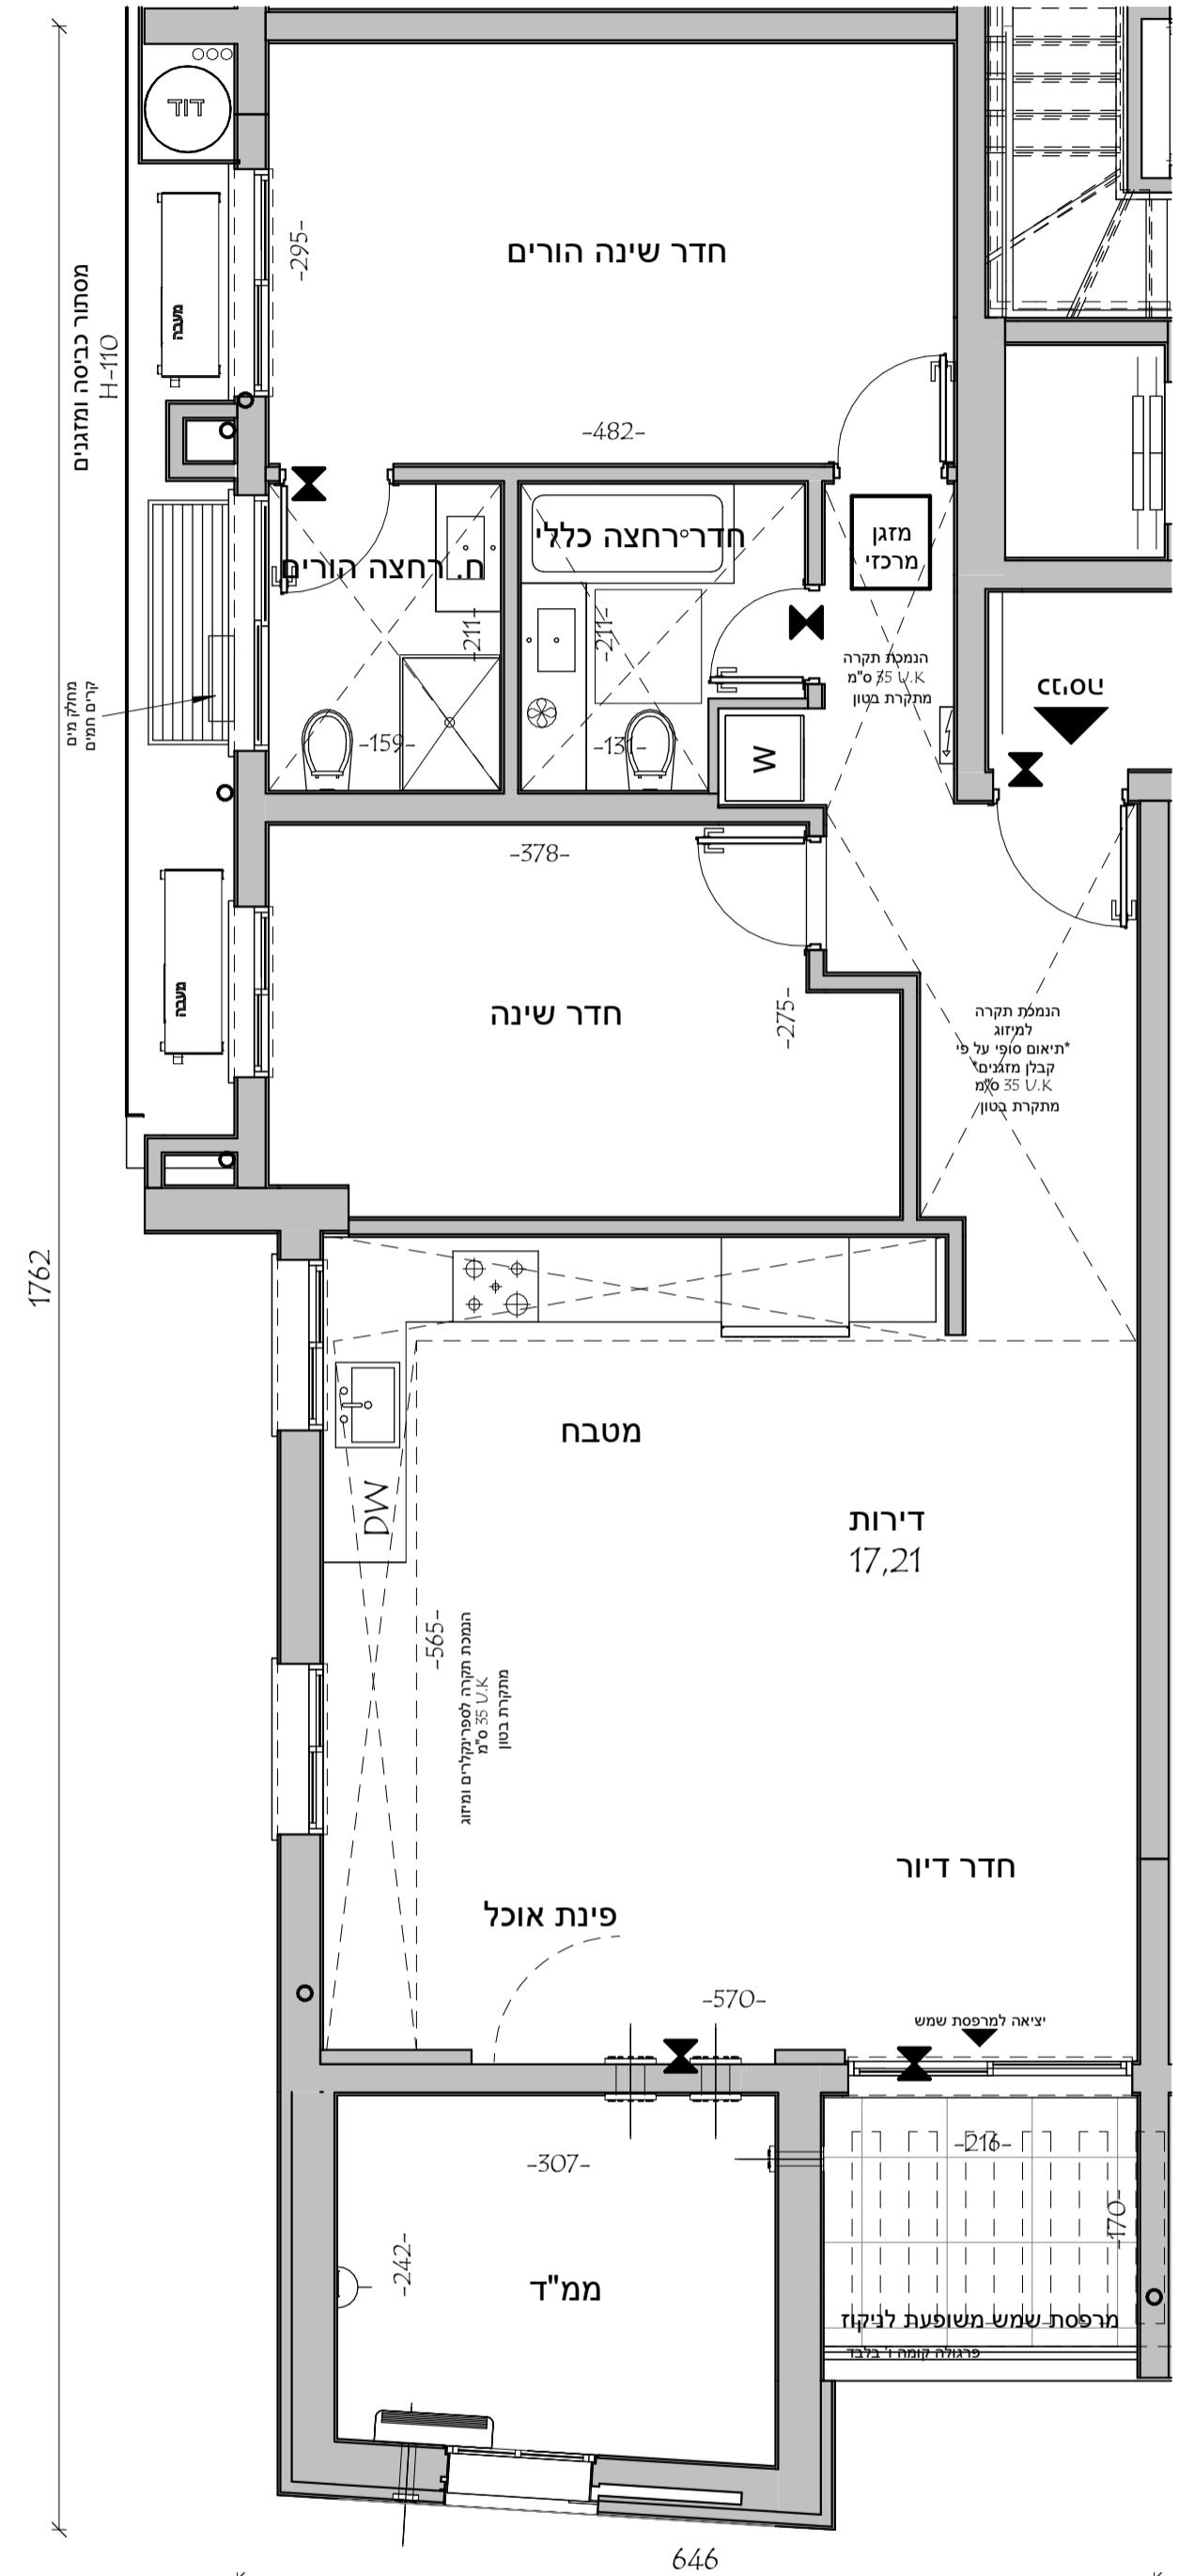 דוד
-295-
חדר שינה הורים
מעבה
מסתור כביסה ומזגנים
H-110
-482-
מזגן
מרכזי
חדר רחצה כללי
ח. רחצה הורים
-211-
-211-
הנמכת תקרה
U.K 35 ס"מ
מתקרת בטון
כניסה
מחלק מים
קרים חמים
-159-
-131-
W
-378-
מעבה
חדר שינה
-275-
הנמכת תקרה
למיזוג
*תיאום סופי על פי
קבלן מזגנים*
U.K 35 ס"מ
מתקרת בטון
1762
מטבח
DW
דירות
17,21
-565-
הנמכת תקרה לספרינקלרים ומיזוג
U.K 35 ס"מ
מתקרת בטון
חדר דיור
פינת אוכל
-570-
יציאה למרפסת שמש
-307-
-216-
-170-
-242-
ממ"ד
מרפסת שמש משופעת לניקוז
פרגולה קומה ו' בלבד
646